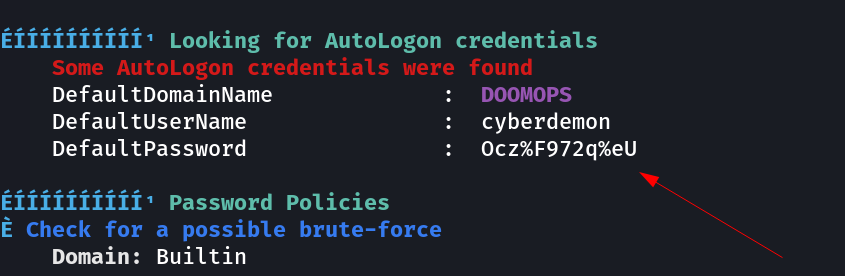 ÉÍÍÍÍÍÍÍÍÍÍ¹ Looking for AutoLogon credentials
Some AutoLogon credentials were found
DefaultDomainName : DOOMOPS
DefaultUserName : cyberdemon
DefaultPassword : Ocz%F972q%eU
ÉÍÍÍÍÍÍÍÍÍÍ¹ Password Policies
È Check for a possible brute-force
Domain: Builtin